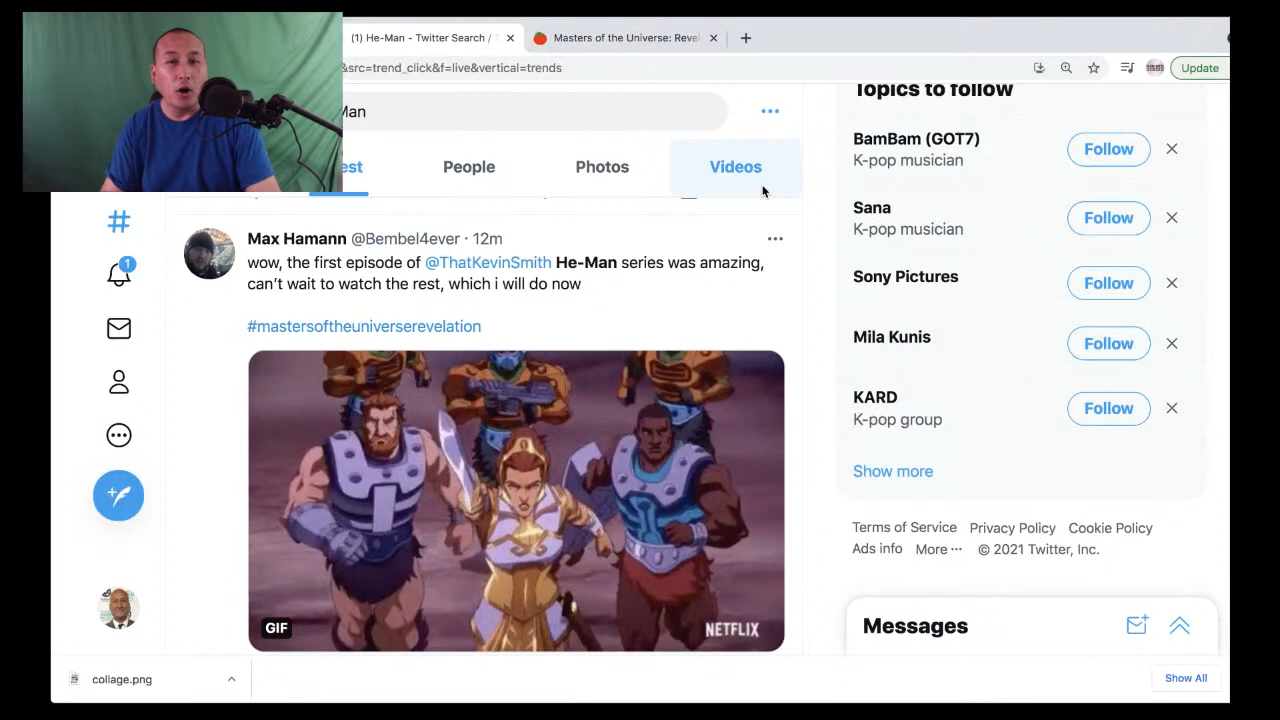 (1) He-Man - Twitter Search /
Masters of the Universe: Revel
&src=trend_click&f=live&vertical=trends
Update
Man
est
People
Photos
Videos
Topics to follow
BamBam (GOT7)
K-pop musician
Follow
Sana
K-pop musician
Follow
Sony Pictures
Follow
Mila Kunis
Follow
KARD
K-pop group
Follow
Show more
Terms of Service Privacy Policy Cookie Policy
Ads info More ··· © 2021 Twitter, Inc.
1
Max Hamann @Bembel4ever · 12m
wow, the first episode of @ThatKevinSmith He-Man series was amazing,
can't wait to watch the rest, which i will do now
#mastersoftheuniverserevelation
GIF
NETFLIX
Messages
collage.png
Show All